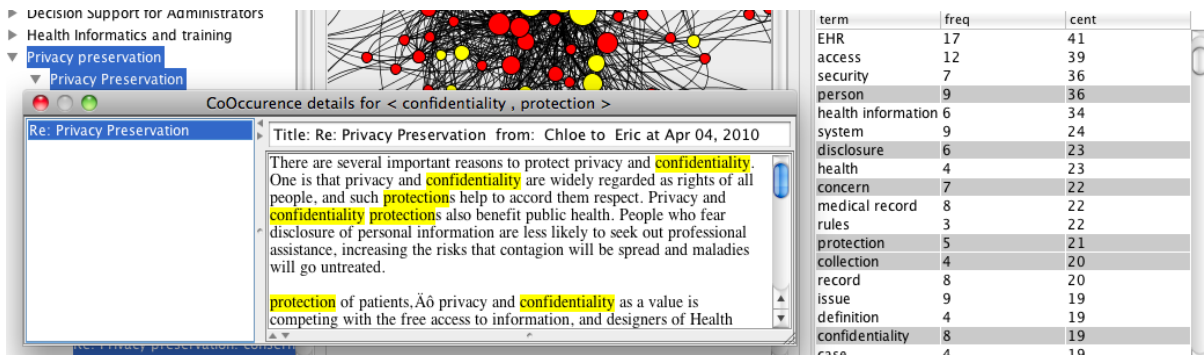 Decision Support for Administrators
Health Informatics and training
Privacy preservation
Privacy Preservation
CoOccurence details for < confidentiality , protection >
Re: Privacy Preservation
Title: Re: Privacy Preservation from: Chloe to Eric at Apr 04, 2010
There are several important reasons to protect privacy and confidentiality.
One is that privacy and confidentiality are widely regarded as rights of all
people, and such protections help to accord them respect. Privacy and
confidentiality protections also benefit public health. People who fear
disclosure of personal information are less likely to seek out professional
assistance, increasing the risks that contagion will be spread and maladies
will go untreated.
protection of patients‚Äô privacy and confidentiality as a value is
competing with the free access to information, and designers of Health
Re: Privacy preservation: concern
term freq cent
EHR 17 41
access 12 39
security 7 36
person 9 36
health information 6 34
system 9 24
disclosure 6 23
health 4 23
concern 7 22
medical record 8 22
rules 3 22
protection 5 21
collection 4 20
record 8 20
issue 9 19
definition 4 19
confidentiality 8 19
case 4 19